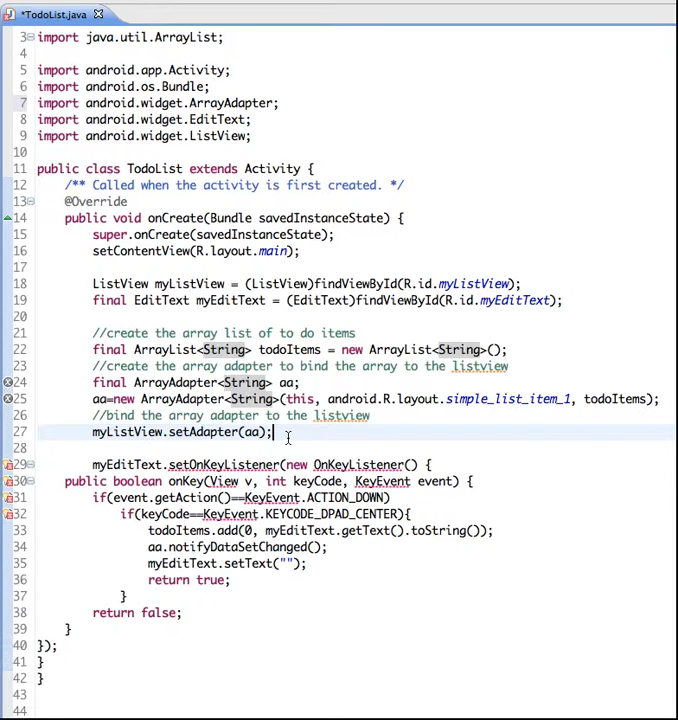 *TodoList.java
3 import java.util.ArrayList;
4
5 import android.app.Activity;
6 import android.os.Bundle;
7 import android.widget.ArrayAdapter;
8 import android.widget.EditText;
9 import android.widget.ListView;
10
11 public class TodoList extends Activity {
12 /** Called when the activity is first created. */
13 @Override
14 public void onCreate(Bundle savedInstanceState) {
15 super.onCreate(savedInstanceState);
16 setContentView(R.layout.main);
17
18 ListView myListView = (ListView)findViewById(R.id.myListView);
19 final EditText myEditText = (EditText)findViewById(R.id.myEditText);
20
21 //create the array list of to do items
22 final ArrayList<String> todoItems = new ArrayList<String>();
23 //create the array adapter to bind the array to the listview
24 final ArrayAdapter<String> aa;
25 aa=new ArrayAdapter<String>(this, android.R.layout.simple_list_item_1, todoItems);
26 //bind the array adapter to the listview
27 myListView.setAdapter(aa);
28
29 myEditText.setOnKeyListener(new OnKeyListener() {
30 public boolean onKey(View v, int keyCode, KeyEvent event) {
31 if(event.getAction()==KeyEvent.ACTION_DOWN)
32 if(keyCode==KeyEvent.KEYCODE_DPAD_CENTER){
33 todoItems.add(0, myEditText.getText().toString());
34 aa.notifyDataSetChanged();
35 myEditText.setText("");
36 return true;
37 }
38 return false;
39 }
40 });
41 }
42 }
43
44